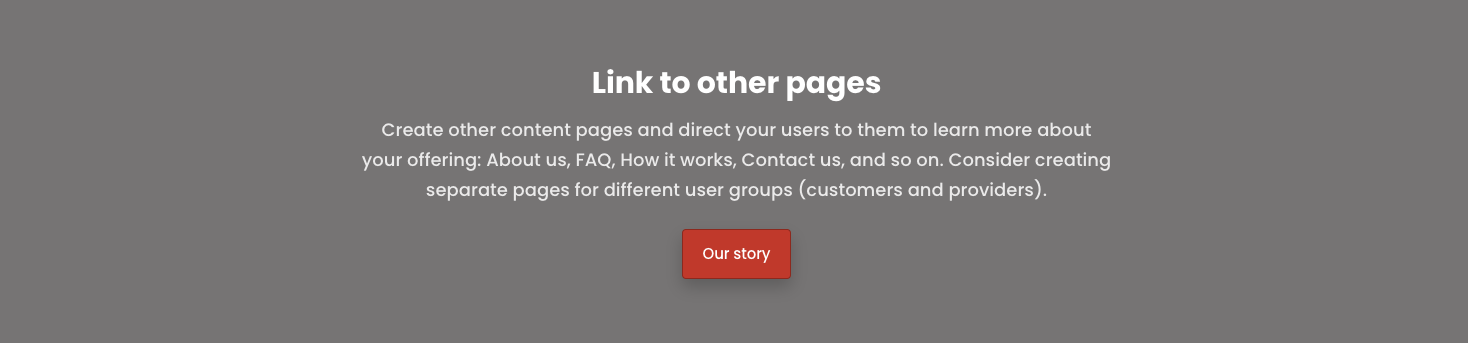 Link to other pages
Create other content pages and direct your users to them to learn more about
your offering: About us, FAQ, How it works, Contact us, and so on. Consider creating
separate pages for different user groups (customers and providers).
Our story